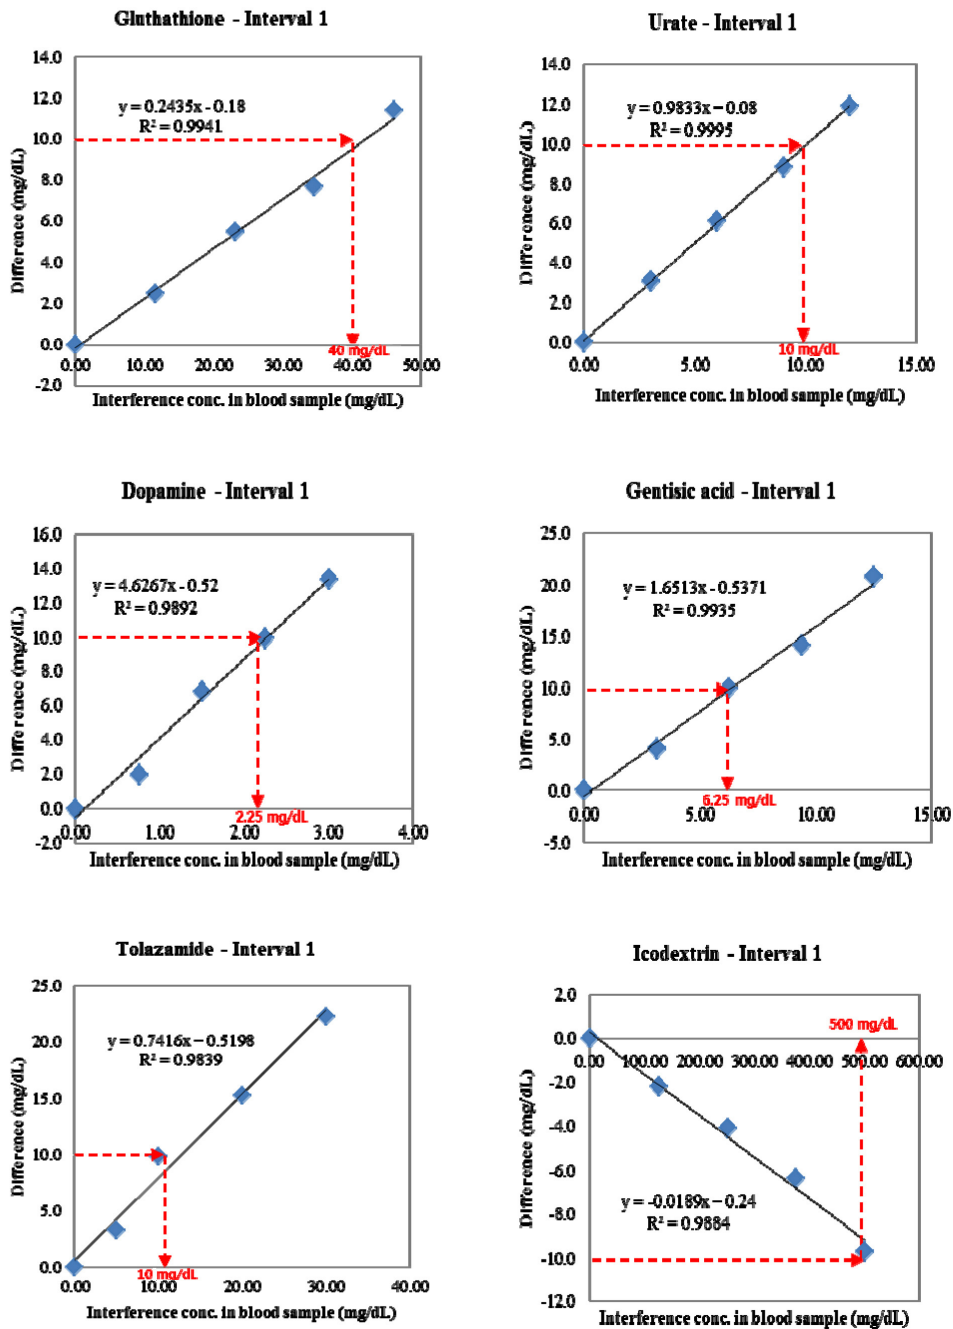 Gluthathione - Interval 1
14.0
12.0
10.0
8.0
6.0
4.0
2.0
0.0
-2.0
y = 0.2435x - 0.18
R² = 0.9941
Difference (mg/dL)
0.00 10.00 20.00 30.00 40.00 50.00
40 mg/dL
Interference conc. in blood sample (mg/dL)
Urate - Interval 1
14.0
12.0
10.0
8.0
6.0
4.0
2.0
0.0
y = 0.9833x – 0.08
R² = 0.9995
Difference (mg/dL)
0.00 5.00 10.00 15.00
10 mg/dL
Interference conc. in blood sample (mg/dL)
Dopamine - Interval 1
16.0
14.0
12.0
10.0
8.0
6.0
4.0
2.0
0.0
-2.0
y = 4.6267x - 0.52
R² = 0.9892
Difference (mg/dL)
0.00 1.00 2.00 3.00 4.00
2.25 mg/dL
Interference conc. in blood sample (mg/dL)
Gentisic acid - Interval 1
25.0
20.0
15.0
10.0
5.0
0.0
-5.0
y = 1.6513x - 0.5371
R² = 0.9935
Difference (mg/dL)
0.00 5.00 10.00 15.00
6.25 mg/dL
Interference conc. in blood sample (mg/dL)
Tolazamide - Interval 1
25.0
20.0
15.0
10.0
5.0
0.0
y = 0.7416x – 0.5198
R² = 0.9839
Difference (mg/dL)
0.00 10.00 20.00 30.00 40.00
10 mg/dL
Interference conc. in blood sample (mg/dL)
Icodextrin - Interval 1
2.0
0.0
-2.0
-4.0
-6.0
-8.0
-10.0
-12.0
500 mg/dL
0.00 100.00 200.00 300.00 400.00 500.00 600.00
y = -0.0189x – 0.24
R² = 0.9884
Difference (mg/dL)
Interference conc. in blood sample (mg/dL)